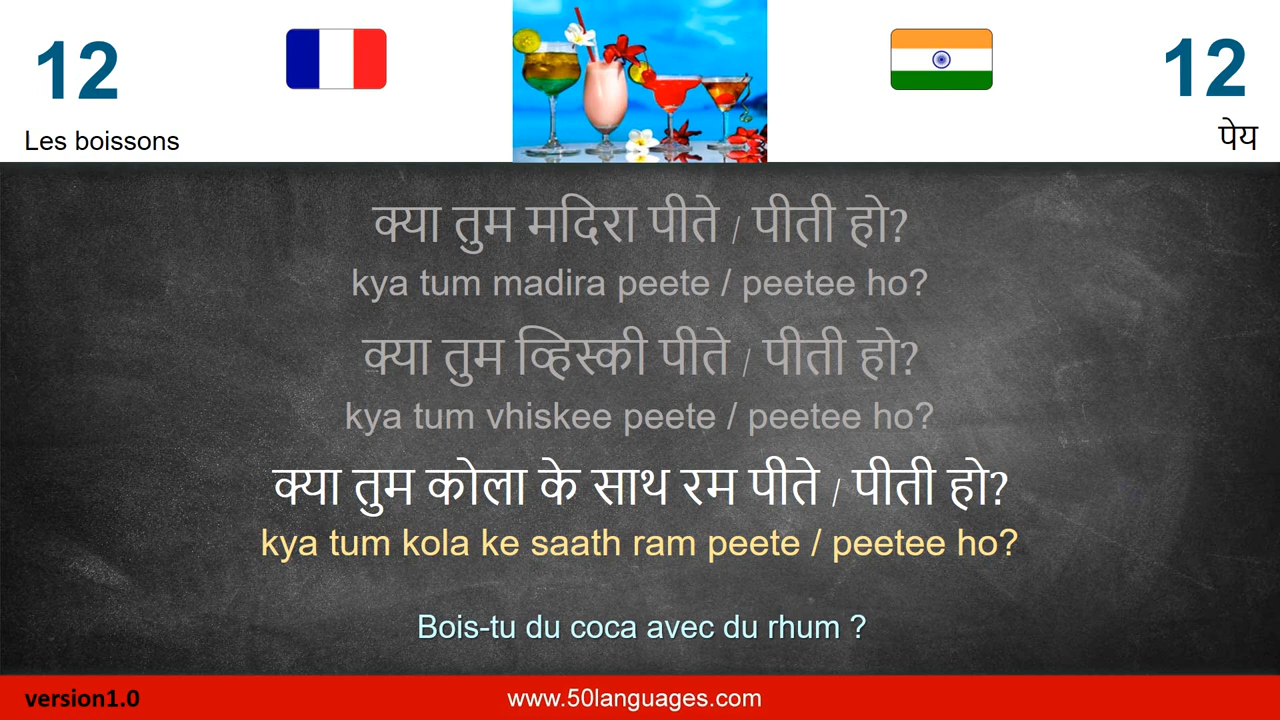 12
12
Les boissons
पेय
क्या तुम मदिरा पीते / पीती हो?
kya tum madira peete / peetee ho?
क्या तुम व्हिस्की पीते / पीती हो?
kya tum vhiskee peete / peetee ho?
क्या तुम कोला के साथ रम पीते / पीती हो?
kya tum kola ke saath ram peete / peetee ho?
Bois-tu du coca avec du rhum ?
version1.0
www.50languages.com